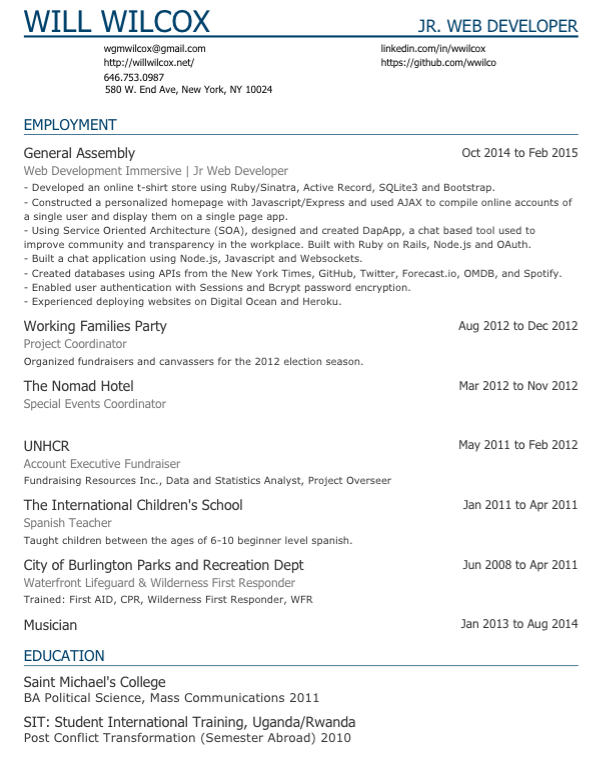 WILL WILCOX JR. WEB DEVELOPER
wgmwilcox@gmail.com linkedin.com/in/wwilcox
http://willwilcox.net/ https://github.com/wwilco
646.753.0987
580 W. End Ave, New York, NY 10024
EMPLOYMENT
General Assembly Oct 2014 to Feb 2015
Web Development Immersive | Jr Web Developer
- Developed an online t-shirt store using Ruby/Sinatra, Active Record, SQLite3 and Bootstrap.
- Constructed a personalized homepage with Javascript/Express and used AJAX to compile online accounts of
a single user and display them on a single page app.
- Using Service Oriented Architecture (SOA), designed and created DapApp, a chat based tool used to
improve community and transparency in the workplace. Built with Ruby on Rails, Node.js and OAuth.
- Built a chat application using Node.js, Javascript and Websockets.
- Created databases using APIs from the New York Times, GitHub, Twitter, Forecast.io, OMDB, and Spotify.
- Enabled user authentication with Sessions and Bcrypt password encryption.
- Experienced deploying websites on Digital Ocean and Heroku.
Working Families Party Aug 2012 to Dec 2012
Project Coordinator
Organized fundraisers and canvassers for the 2012 election season.
The Nomad Hotel Mar 2012 to Nov 2012
Special Events Coordinator
UNHCR May 2011 to Feb 2012
Account Executive Fundraiser
Fundraising Resources Inc., Data and Statistics Analyst, Project Overseer
The International Children's School Jan 2011 to Apr 2011
Spanish Teacher
Taught children between the ages of 6-10 beginner level spanish.
City of Burlington Parks and Recreation Dept Jun 2008 to Apr 2011
Waterfront Lifeguard & Wilderness First Responder
Trained: First AID, CPR, Wilderness First Responder, WFR
Musician Jan 2013 to Aug 2014
EDUCATION
Saint Michael's College
BA Political Science, Mass Communications 2011
SIT: Student International Training, Uganda/Rwanda
Post Conflict Transformation (Semester Abroad) 2010